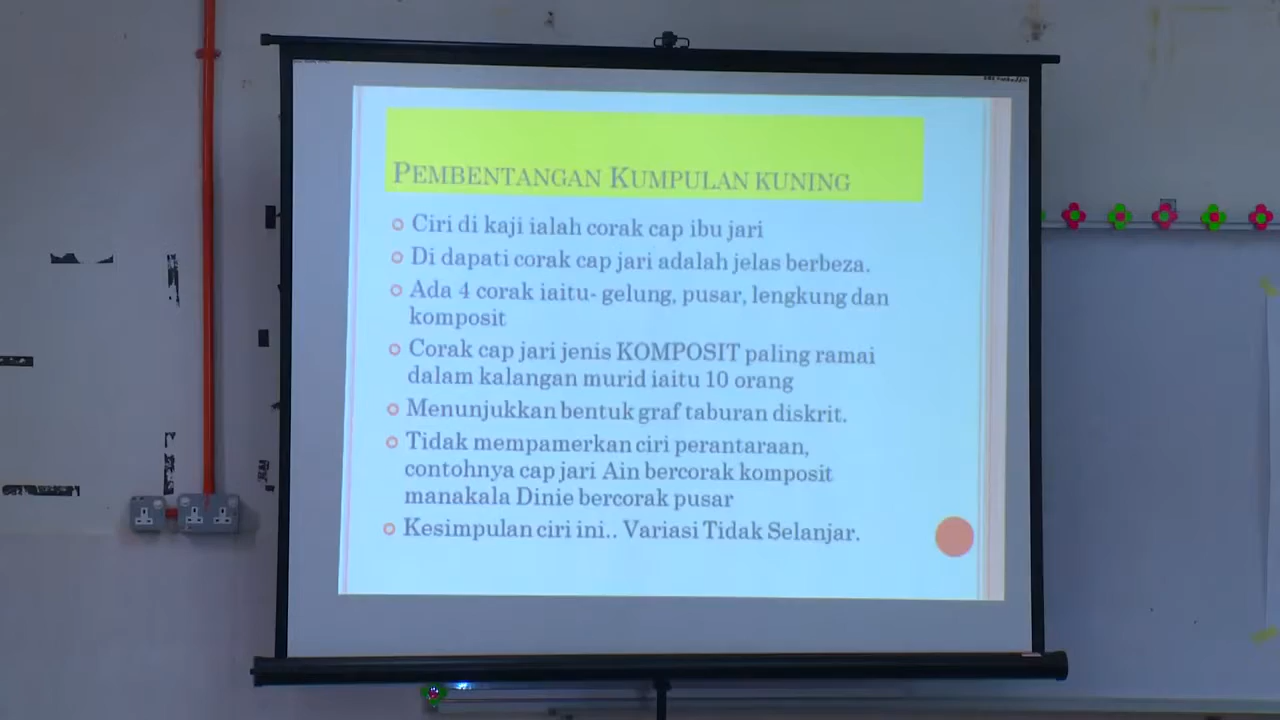 PEMBENTANGAN KUMPULAN KUNING
Ciri di kaji ialah corak cap ibu jari
Di dapati corak cap jari adalah jelas berbeza.
Ada 4 corak iaitu- gelung, pusar, lengkung dan
komposit
Corak cap jari jenis KOMPOSIT paling ramai
dalam kalangan murid iaitu 10 orang
Menunjukkan bentuk graf taburan diskrit.
Tidak mempamerkan ciri perantaraan,
contohnya cap jari Ain bercorak komposit
manakala Dinie bercorak pusar
Kesimpulan ciri ini.. Variasi Tidak Selanjar.